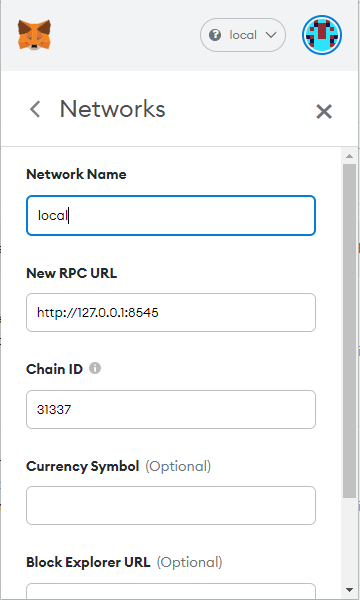 local
Networks
Network Name
local
New RPC URL
http://127.0.0.1:8545
Chain ID
31337
Currency Symbol (Optional)
Block Explorer URL (Optional)